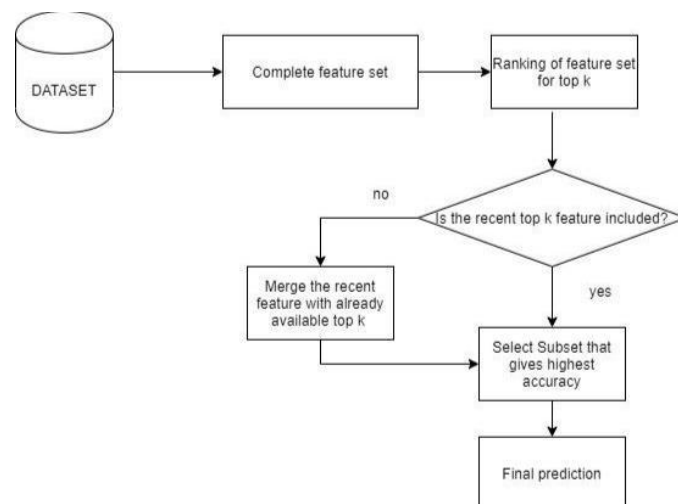 DATASET
Complete feature set
Ranking of feature set
for top k
Is the recent top k feature included?
no
yes
Merge the recent
feature with already
available top k
Select Subset that
gives highest
accuracy
Final prediction